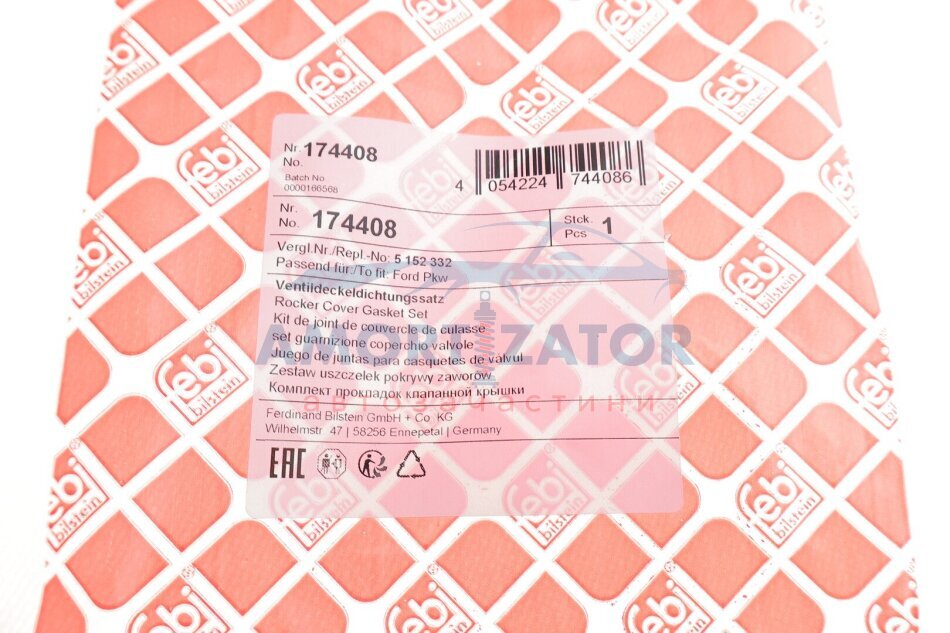 Nr. 174408
No.
Batch No
0000166568
4 054224 744086
Nr.
No. 174408
Stck.
Pcs 1
Vergl.Nr./Repl.-No: 5 152 332
Passend für:/To fit: Ford Pkw
Ventildeckeldichtungssatz
Rocker Cover Gasket Set
Kit de joint de couvercle de culasse
set guarnizione coperchio valvole
Juego de juntas para casquetes de valvul
Zestaw uszczelek pokrywy zaworów
Комплект прокладок клапанной крышки
AMORTIZATOR
автозапчастини
Ferdinand Bilstein GmbH + Co. KG
Wilhelmstr. 47 | 58256 Ennepetal | Germany
EAC
febi
bilstein